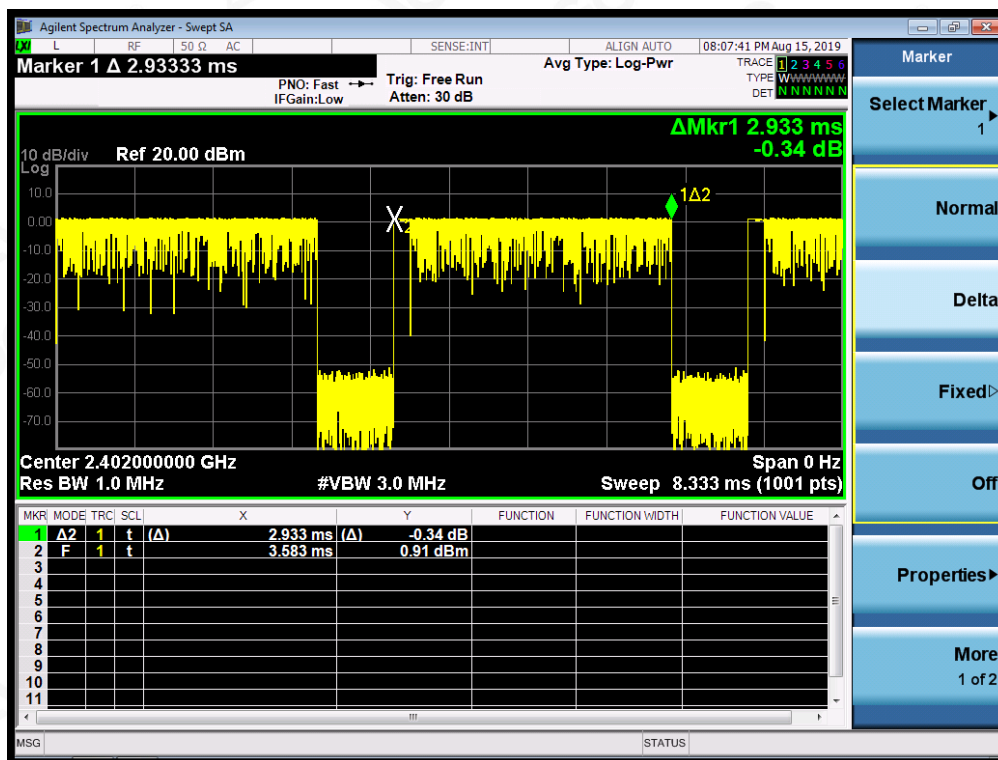 Agilent Spectrum Analyzer - Swept SA
LXI L RF 50 Ω AC SENSE:INT ALIGN AUTO 08:07:41 PM Aug 15, 2019
Marker 1 Δ 2.93333 ms
PNO: Fast
IFGain:Low
Trig: Free Run
Atten: 30 dB
Avg Type: Log-Pwr
TRACE 1 2 3 4 5 6
TYPE WWWWWWW
DET N N N N N N
ΔMkr1 2.933 ms
-0.34 dB
10 dB/div Ref 20.00 dBm
Log
10.0
0.00
-10.0
-20.0
-30.0
-40.0
-50.0
-60.0
-70.0
X2
1Δ2
Center 2.402000000 GHz Span 0 Hz
Res BW 1.0 MHz #VBW 3.0 MHz Sweep 8.333 ms (1001 pts)
MKR MODE TRC SCL X Y FUNCTION FUNCTION WIDTH FUNCTION VALUE
1 Δ2 1 t (Δ) 2.933 ms (Δ) -0.34 dB
2 F 1 t 3.583 ms 0.91 dBm
3
4
5
6
7
8
9
10
11
MSG STATUS
Marker
Select Marker
1
Normal
Delta
Fixed
Off
Properties
More
1 of 2